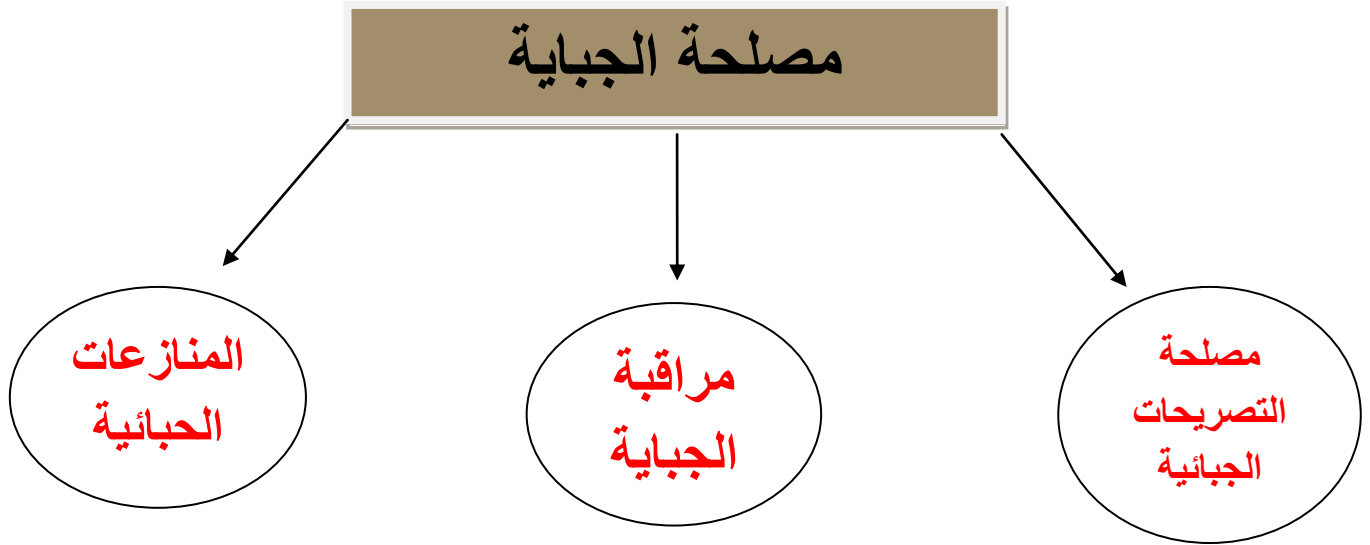 مصلحة الجباية
مصلحة
التصريحات
الجبائية
مراقبة
الجباية
المنازعات
الحبائية